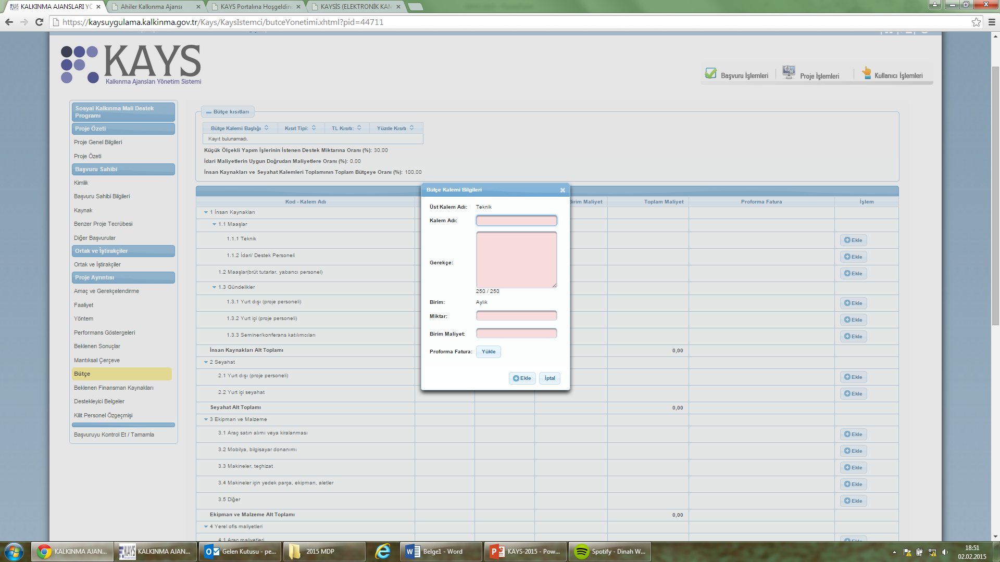 KALKINMA AJANSLARI YÖ
Ahiler Kalkınma Ajansı
KAYS Portalına Hoşgeldini
KAYSİS (ELEKTRONİK KAM
https://kaysuygulama.kalkinma.gov.tr/Kays/KaysIstemci/butceYonetimi.xhtml?pid=44711
KAYS
Kalkınma Ajansları Yönetim Sistemi
Başvuru İşlemleri
Proje İşlemleri
Kullanıcı İşlemleri
Sosyal Kalkınma Mali Destek
Programı
Proje Özeti
Proje Genel Bilgileri
Proje Özeti
Başvuru Sahibi
Kimlik
Başvuru Sahibi Bilgileri
Kaynak
Benzer Proje Tecrübesi
Diğer Başvurular
Ortak ve İştirakçiler
Ortak ve İştirakçiler
Proje Ayrıntısı
Amaç ve Gerekçelendirme
Faaliyet
Yöntem
Performans Göstergeleri
Beklenen Sonuçlar
Mantıksal Çerçeve
Bütçe
Beklenen Finansman Kaynakları
Destekleyici Belgeler
Kilit Personel Özgeçmişi
Başvuruyu Kontrol Et / Tamamla
Bütçe kısıtları
Bütçe Kalemi Başlığı Kısıt Tipi: TL Kısıtı: Yüzde Kısıtı
Kayıt bulunamadı.
Küçük Ölçekli Yapım İşlerinin İstenen Destek Miktarına Oranı (%): 30,00
İdari Maliyetlerin Uygun Doğrudan Maliyetlere Oranı (%): 0,00
İnsan Kaynakları ve Seyahat Kalemleri Toplamının Toplam Bütçeye Oranı (%): 100,00
Kod - Kalem Adı Birim Maliyet Toplam Maliyet Proforma Fatura İşlem
1 İnsan Kaynakları
1.1 Maaşlar
1.1.1 Teknik Ekle
1.1.2 İdari/ Destek Personeli Ekle
1.2 Maaşlar(brüt tutarlar, yabancı personel) Ekle
1.3 Gündelikler
1.3.1 Yurt dışı (proje personeli) Ekle
1.3.2 Yurt içi (proje personeli) Ekle
1.3.3 Seminer/konferans katılımcıları Ekle
İnsan Kaynakları Alt Toplamı 0,00
2 Seyahat
2.1 Yurt dışı (proje personeli) Ekle
2.2 Yurt içi seyahat Ekle
Seyahat Alt Toplamı 0,00
3 Ekipman ve Malzeme
3.1 Araç satın alımı veya kiralanması Ekle
3.2 Mobilya, bilgisayar donanımı Ekle
3.3 Makineler, teçhizat Ekle
3.4 Makineler için yedek parça, ekipman, aletler Ekle
3.5 Diğer Ekle
Ekipman ve Malzeme Alt Toplamı 0,00
4 Yerel ofis maliyetleri
4.1 Araç maliyetleri
Bütçe Kalemi Bilgileri
Üst Kalem Adı: Teknik
Kalem Adı:
Gerekçe:
250 / 250
Birim: Aylık
Miktar:
Birim Maliyet:
Proforma Fatura: Yükle
Ekle İptal
KALKINMA AJAN...
KALKINMA AJAN...
Gelen Kutusu - pe...
2015 MDP
Belge1 - Word
KAYS-2015 - Pow...
Spotify - Dinah W...
18:51
02.02.2015